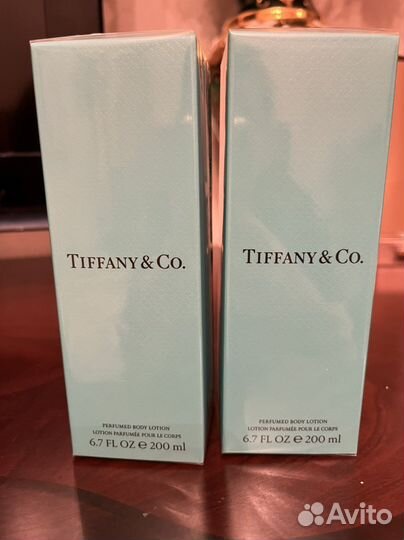 TIFFANY & CO.
PERFUMED BODY LOTION
LOTION PARFUMÉE POUR LE CORPS
6.7 FL OZ ℮ 200 ml
TIFFANY & CO.
PERFUMED BODY LOTION
LOTION PARFUMÉE POUR LE CORPS
6.7 FL OZ ℮ 200 ml
Avito